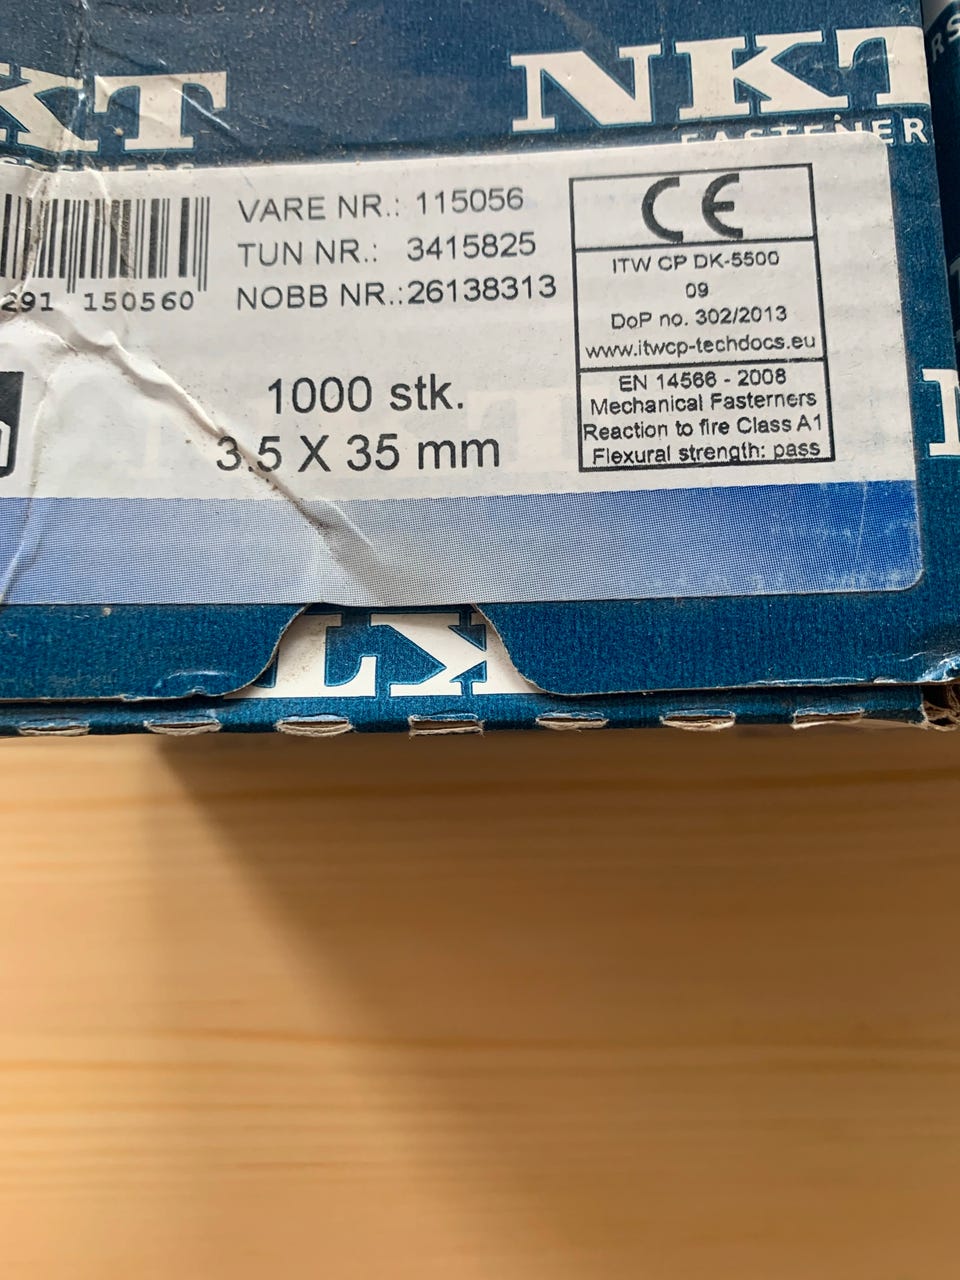 KT
NKT
FASTENER
VARE NR.: 115056
TUN NR.: 3415825
NOBB NR.:26138313
291 150560
1000 stk.
3.5 X 35 mm
CE
ITW CP DK-5500
09
DoP no. 302/2013
www.itwcp-techdocs.eu
EN 14566 - 2008
Mechanical Fasterners
Reaction to fire Class A1
Flexural strength: pass